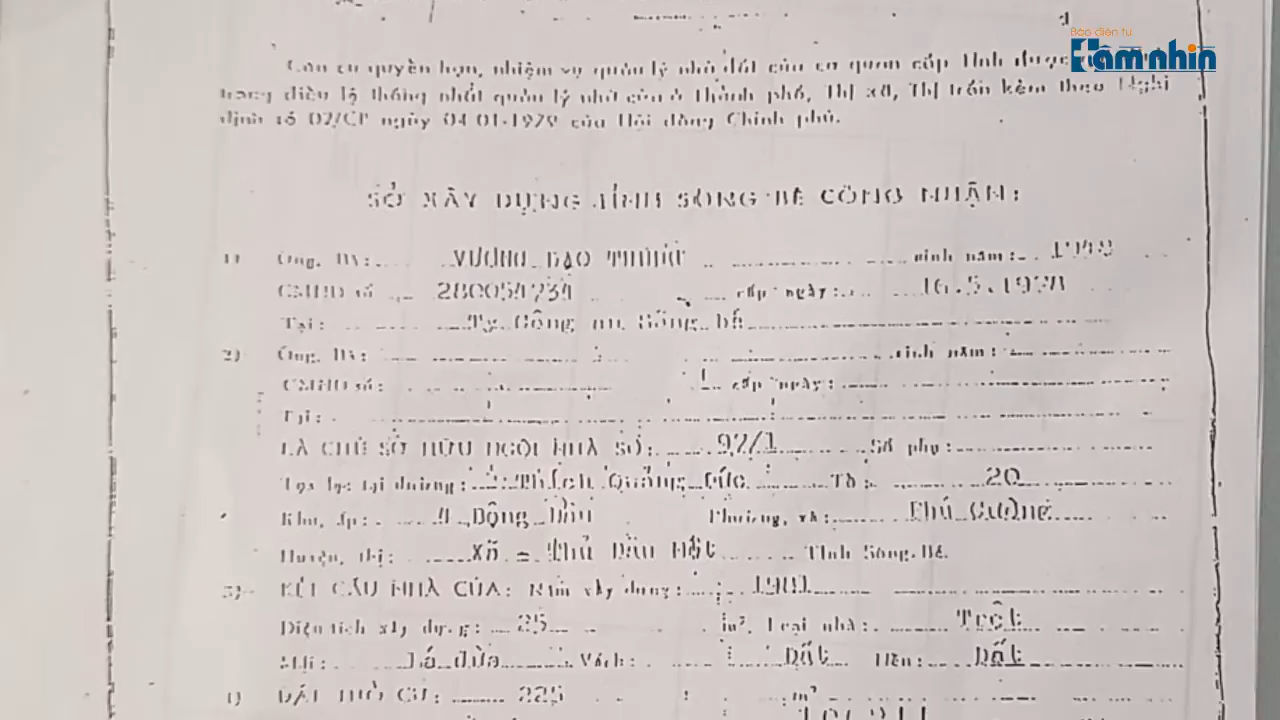 Báo điện tử
Tầm nhìn
Căn cứ quyền hạn, nhiệm vụ quản lý nhà đất của cơ quan cấp Tỉnh được
trong điều lệ thống nhất quản lý nhà cửa ở Thành phố, Thị xã, Thị trấn kèm theo Nghị
định số 02/CP ngày 04-01-1979 của Hội đồng Chính phủ.
SỞ XÂY DỰNG TỈNH SÔNG BÉ CÔNG NHẬN:
1) Ông, Bà: VƯƠNG ĐẠO sinh năm:
CMND số 280054234 cấp ngày: 16.5.1978
Tại: Ty Công an Sông bé
2) Ông, Bà: sinh năm:
CMND số: cấp ngày:
Tại:
LÀ CHỦ SỞ HỮU NGÔI NHÀ SỐ: 92/1 Số phụ:
Tọa lạc tại đường: Thích Quảng Đức Tờ: 20
Khu, ấp: Phường, xã: Phú Cường
Huyện, thị: Xã - Thủ Dầu Một Tỉnh Sông-Bé.
3) KẾT CẤU NHÀ CỬA: Năm xây dựng: 1981
Diện tích xây dựng: 25 m², Loại nhà: Trệt
Mái: Lá dừa Vách: Đất Nền: Đất
4) ĐẤT THỔ CƯ: 225 m²